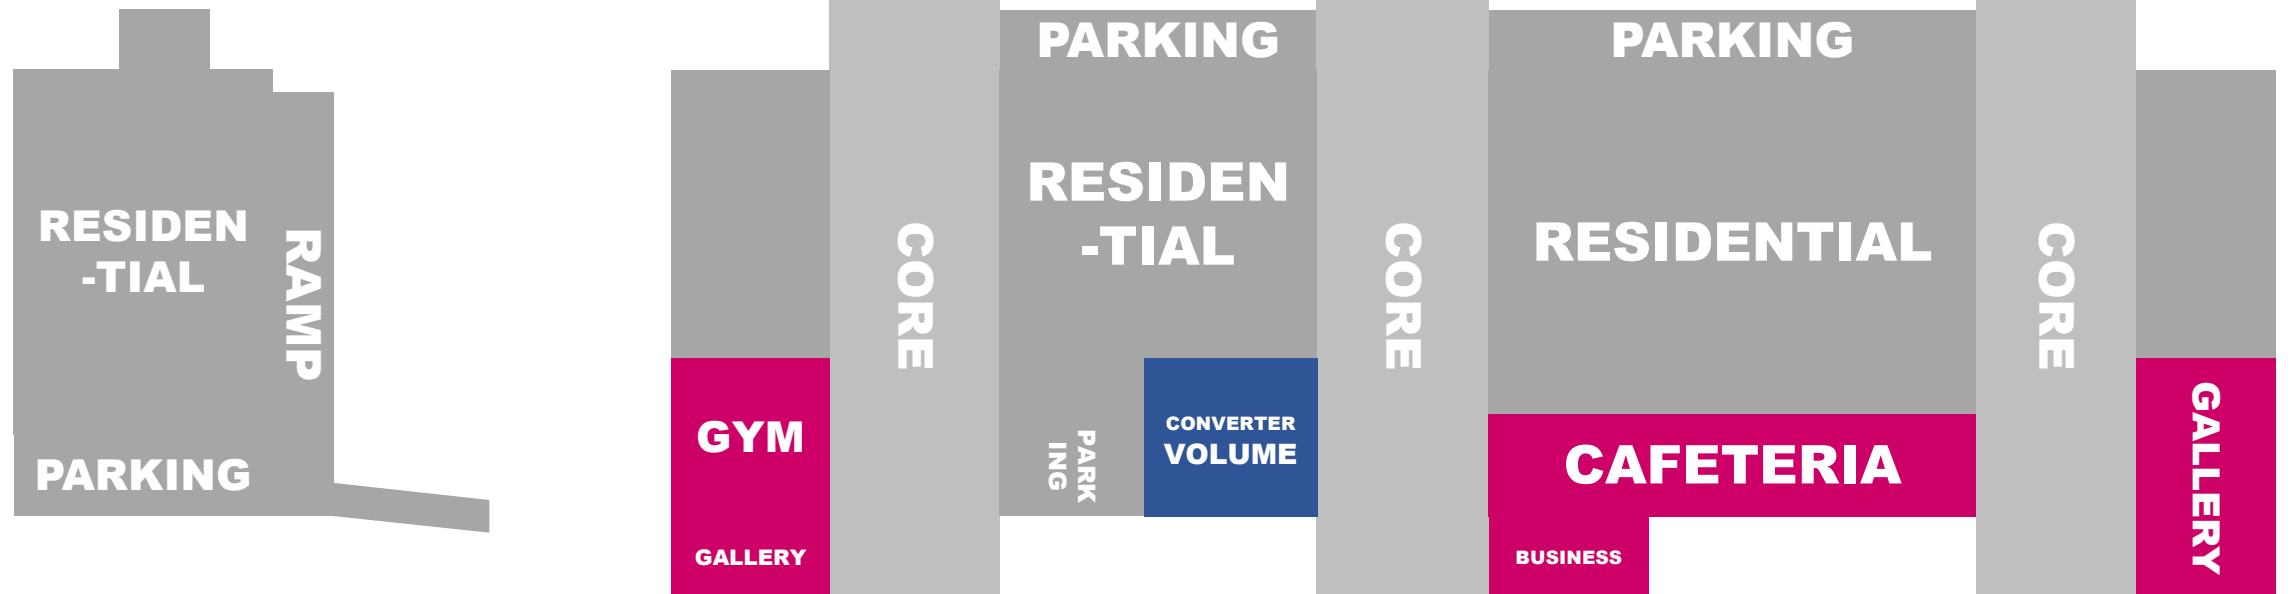 RESIDEN
-TIAL
RAMP
PARKING
GYM
GALLERY
CORE
PARKING
RESIDEN
-TIAL
PARK
ING
CONVERTER
VOLUME
CORE
PARKING
RESIDENTIAL
CAFETERIA
BUSINESS
CORE
GALLERY